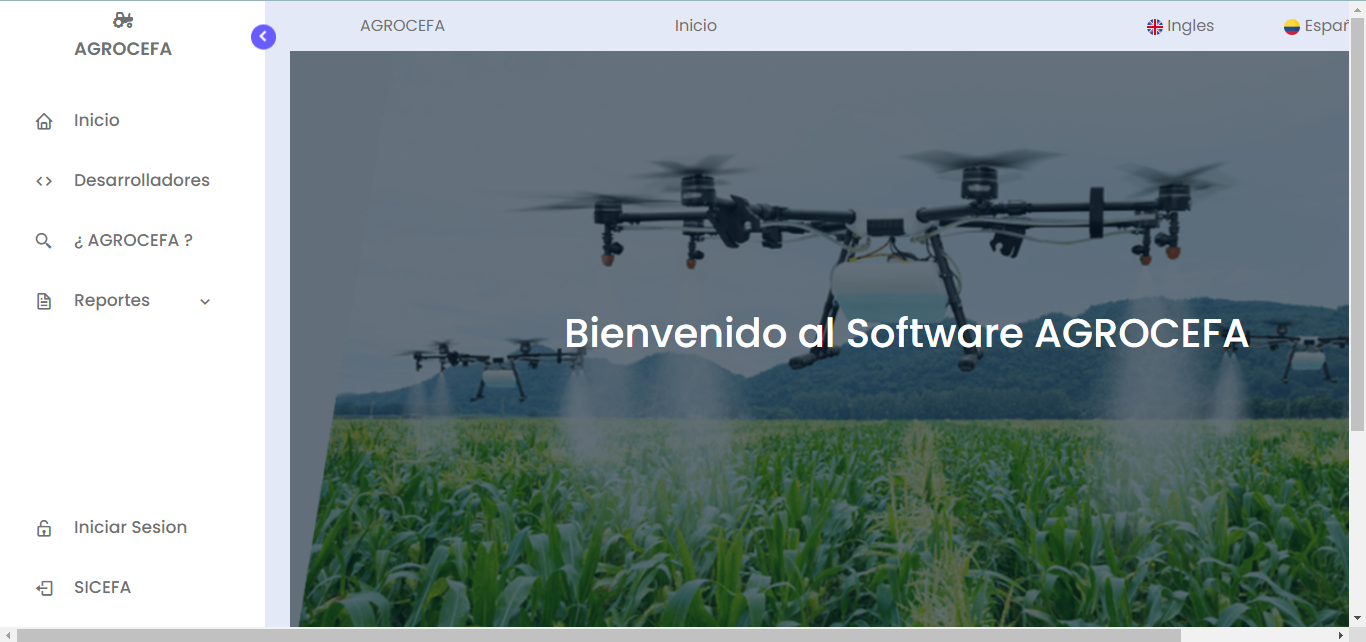 AGROCEFA
Inicio
Desarrolladores
¿ AGROCEFA ?
Reportes
Iniciar Sesion
SICEFA
AGROCEFA
Inicio
Ingles
Bienvenido al Software AGROCEFA